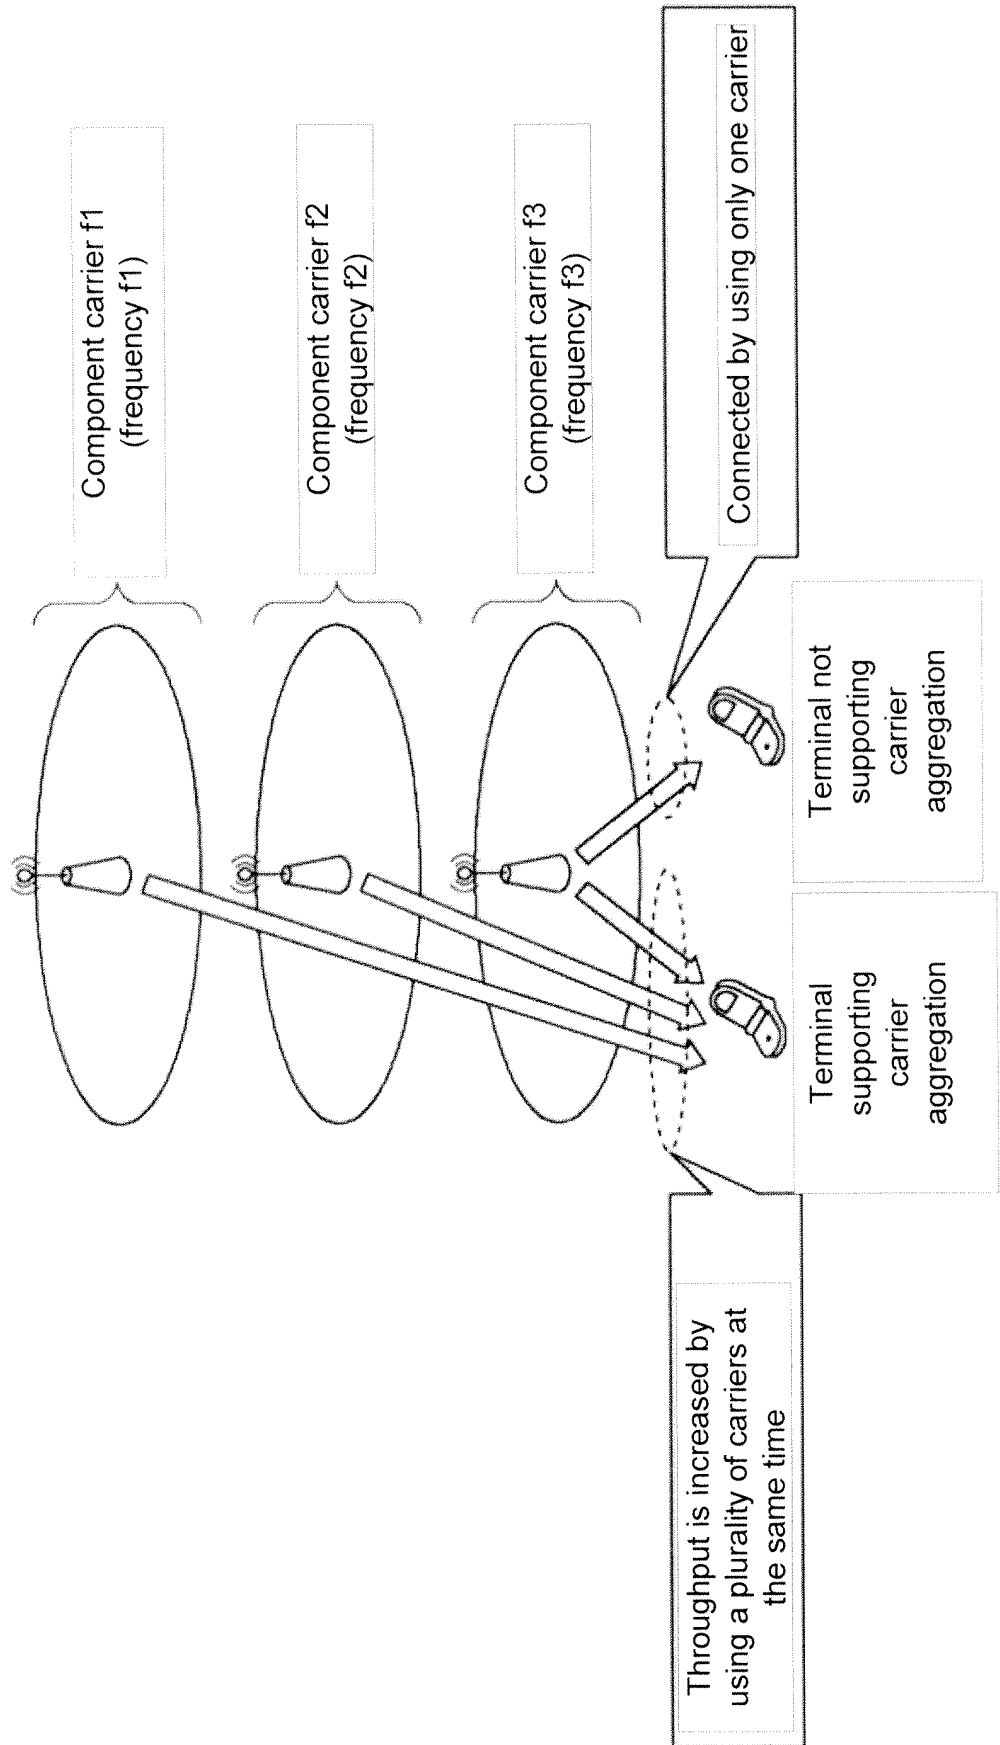 Component carrier f1
(frequency f1)
Component carrier f2
(frequency f2)
Component carrier f3
(frequency f3)
Connected by using only one carrier
Throughput is increased by
using a plurality of carriers at
the same time
Terminal
supporting
carrier
aggregation
Terminal not
supporting
carrier
aggregation